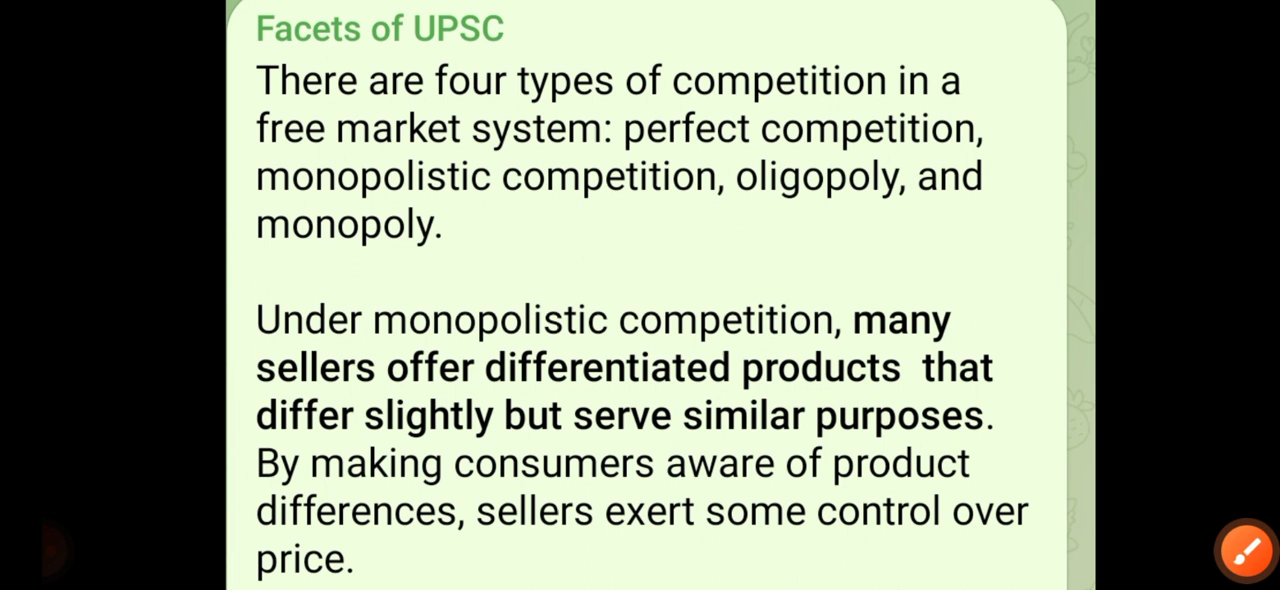 Facets of UPSC
There are four types of competition in a
free market system: perfect competition,
monopolistic competition, oligopoly, and
monopoly.
Under monopolistic competition, many
sellers offer differentiated products  that
differ slightly but serve similar purposes.
By making consumers aware of product
differences, sellers exert some control over
price.